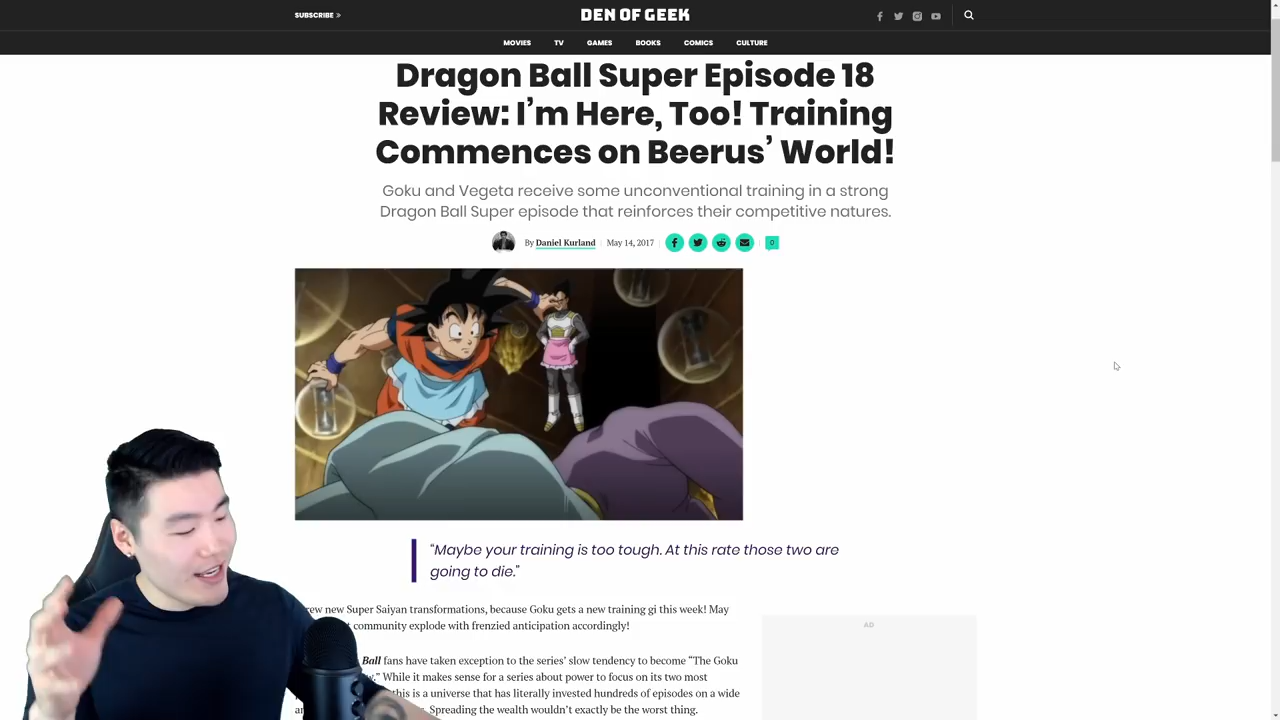 SUBSCRIBE »
DEN OF GEEK
MOVIES TV GAMES BOOKS COMICS CULTURE
Dragon Ball Super Episode 18
Review: I'm Here, Too! Training
Commences on Beerus' World!
Goku and Vegeta receive some unconventional training in a strong
Dragon Ball Super episode that reinforces their competitive natures.
By Daniel Kurland | May 14, 2017 | 0
"Maybe your training is too tough. At this rate those two are
going to die."
new Super Saiyan transformations, because Goku gets a new training gi this week! May
community explode with frenzied anticipation accordingly!
AD
Ball fans have taken exception to the series' slow tendency to become "The Goku
While it makes sense for a series about power to focus on its two most
this is a universe that has literally invested hundreds of episodes on a wide
Spreading the wealth wouldn't exactly be the worst thing.